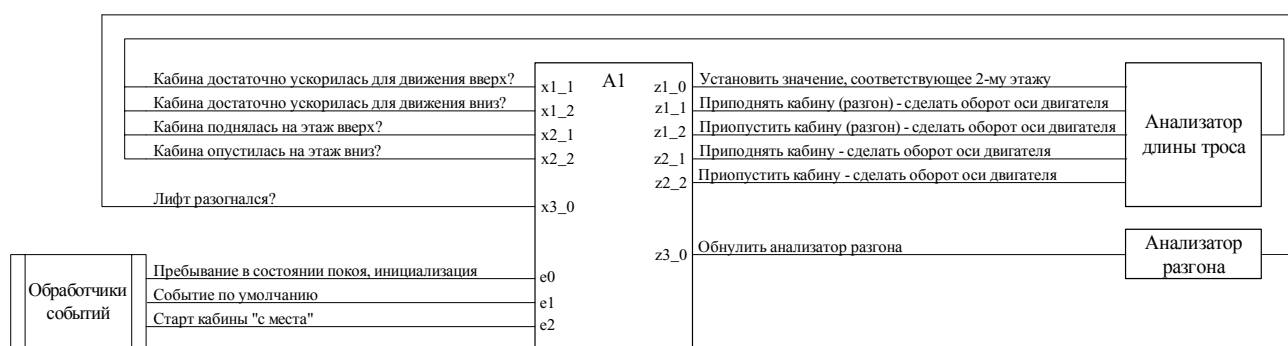 Кабина достаточно ускорилась для движения вверх?
x1_1
A1
z1_0
Установить значение, соответствующее 2-му этажу
Кабина достаточно ускорилась для движения вниз?
x1_2
z1_1
Приподнять кабину (разгон) - сделать оборот оси двигателя
Кабина поднялась на этаж вверх?
x2_1
z1_2
Приопустить кабину (разгон) - сделать оборот оси двигателя
Кабина опустилась на этаж вниз?
x2_2
z2_1
Приподнять кабину - сделать оборот оси двигателя
z2_2
Приопустить кабину - сделать оборот оси двигателя
Анализатор
длины троса
Лифт разогнался?
x3_0
z3_0
Обнулить анализатор разгона
Анализатор
разгона
Обработчики
событий
Пребывание в состоянии покоя, инициализация
e0
Событие по умолчанию
e1
Старт кабины "с места"
e2